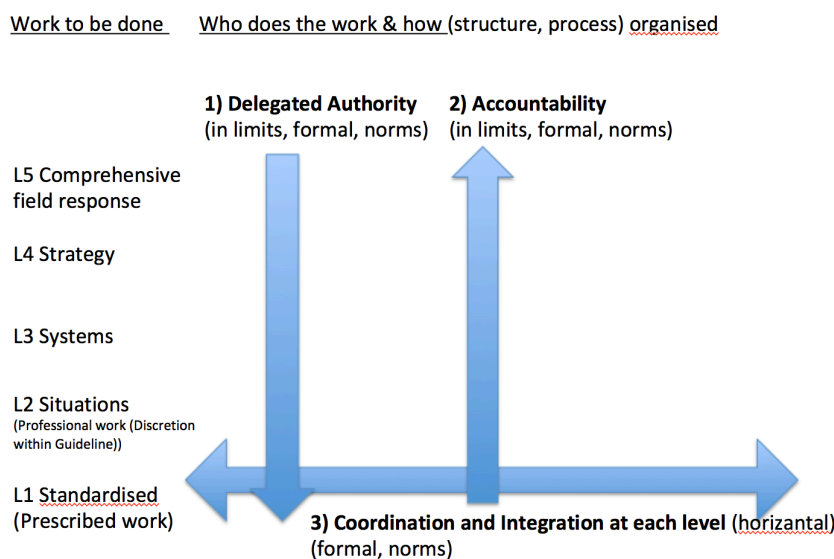 Work to be done
Who does the work & how (structure, process) organised
1) Delegated Authority
(in limits, formal, norms)
2) Accountability
(in limits, formal, norms)
L5 Comprehensive
field response
L4 Strategy
L3 Systems
L2 Situations
(Professional work (Discretion
within Guideline))
L1 Standardised
(Prescribed work)
3) Coordination and Integration at each level (horizantal)
(formal, norms)